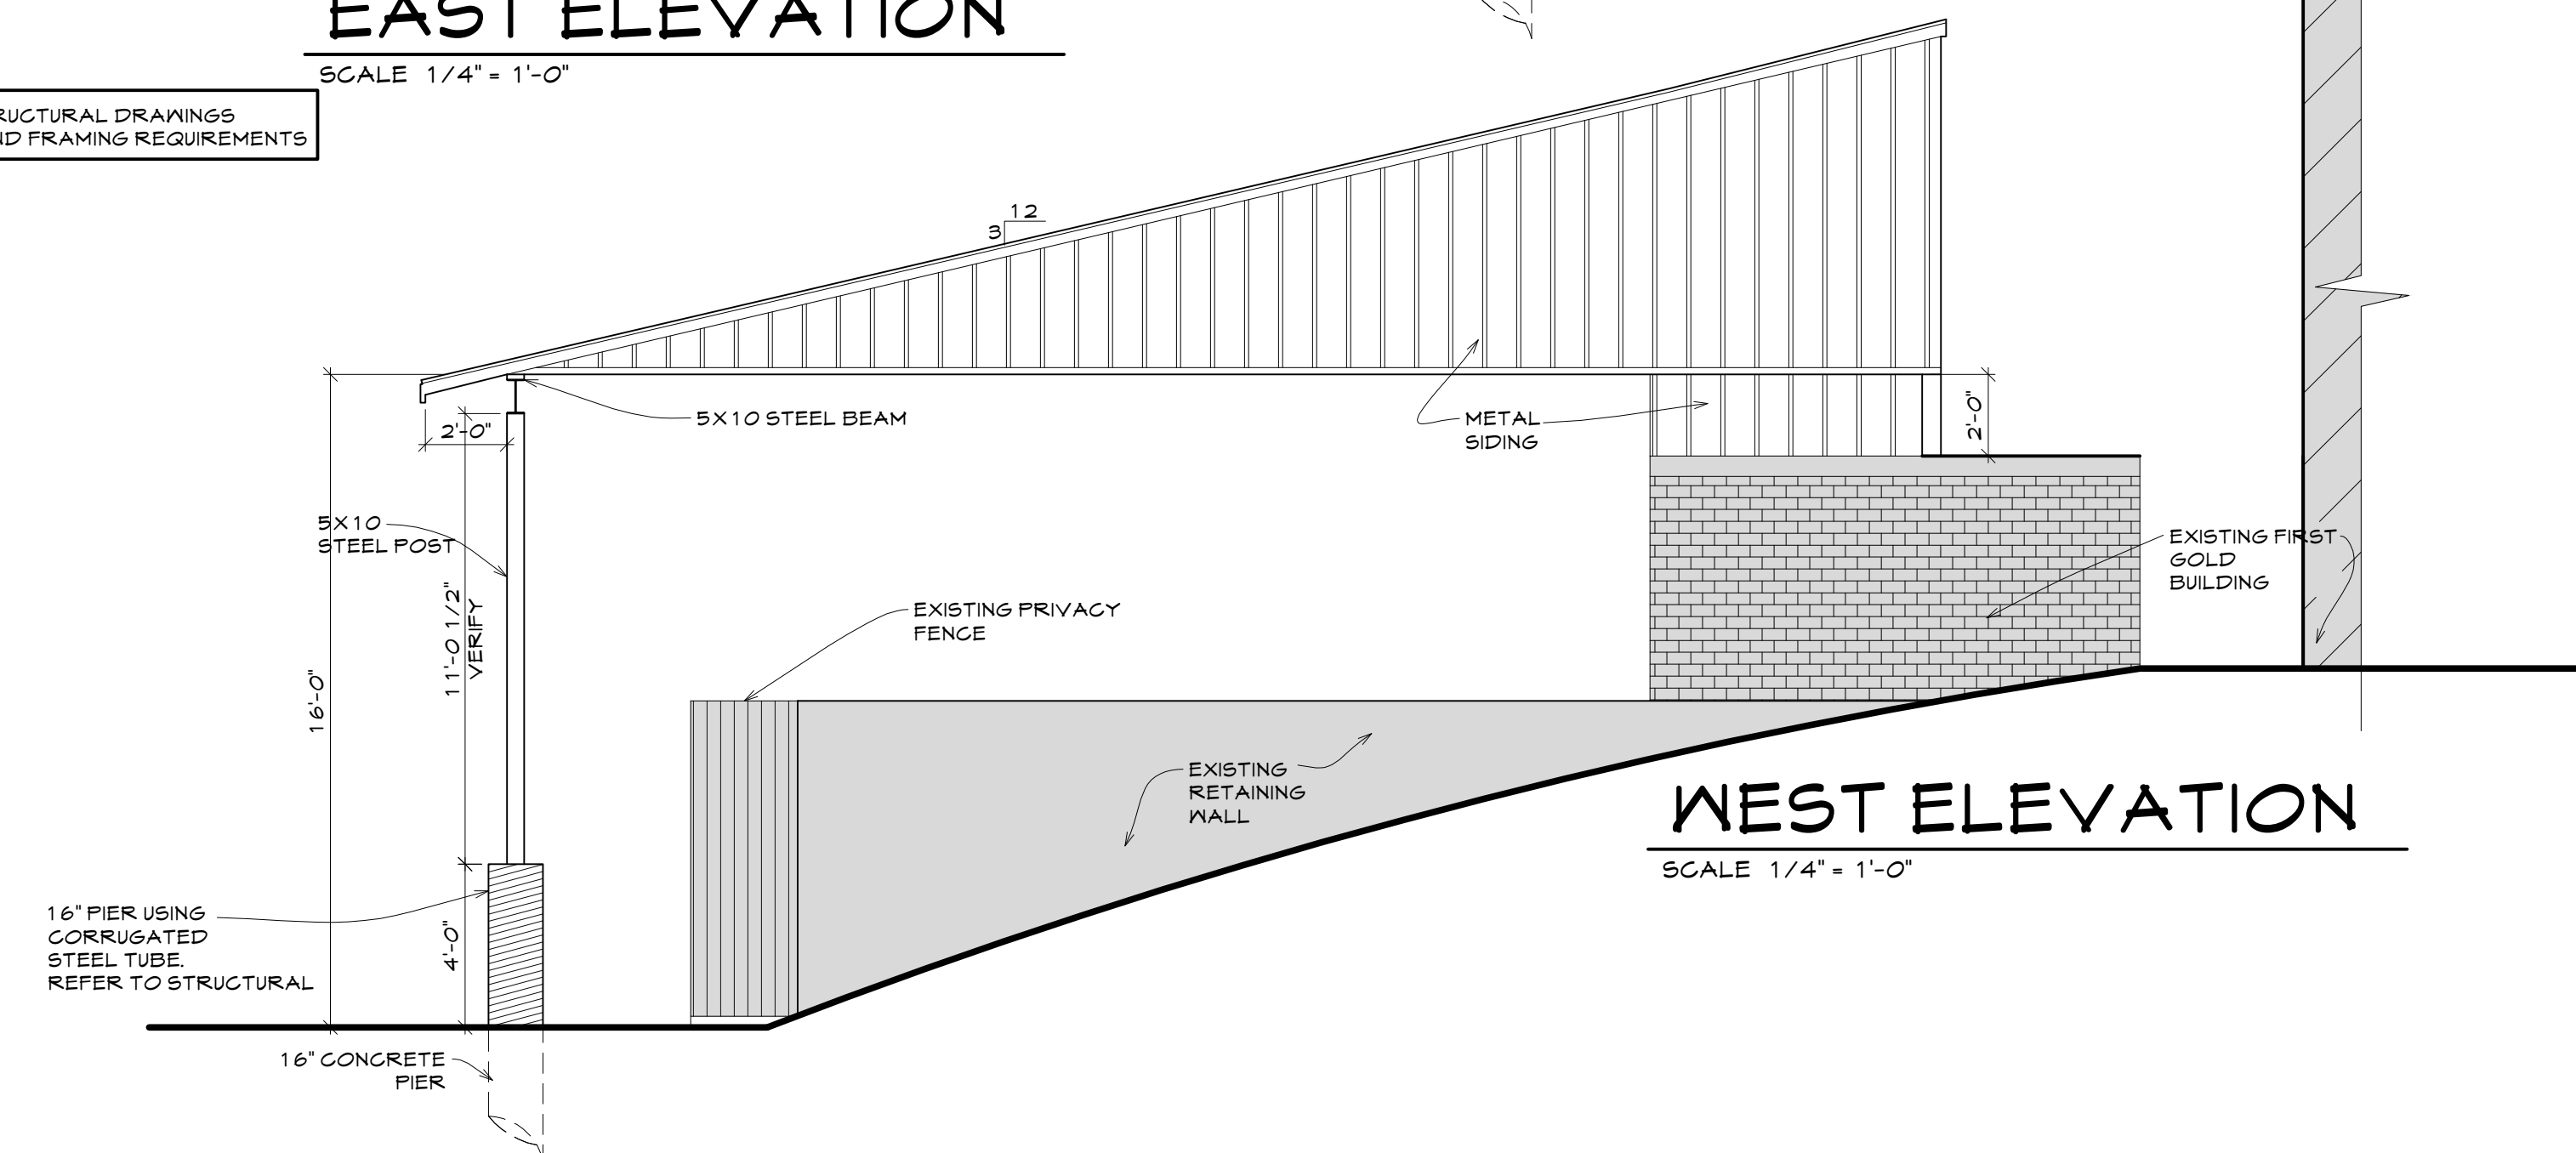 EAST ELEVATION
SCALE 1/4" = 1'-0"
RUCTURAL DRAWINGS
ND FRAMING REQUIREMENTS
12
3
5X10 STEEL BEAM
2'-0"
METAL
SIDING
2'-0"
5X10
STEEL POST
11'-0 1/2"
VERIFY
16'-0"
EXISTING PRIVACY
FENCE
EXISTING FIRST
GOLD
BUILDING
EXISTING
RETAINING
WALL
WEST ELEVATION
SCALE 1/4" = 1'-0"
16" PIER USING
CORRUGATED
STEEL TUBE.
REFER TO STRUCTURAL
4'-0"
16" CONCRETE
PIER